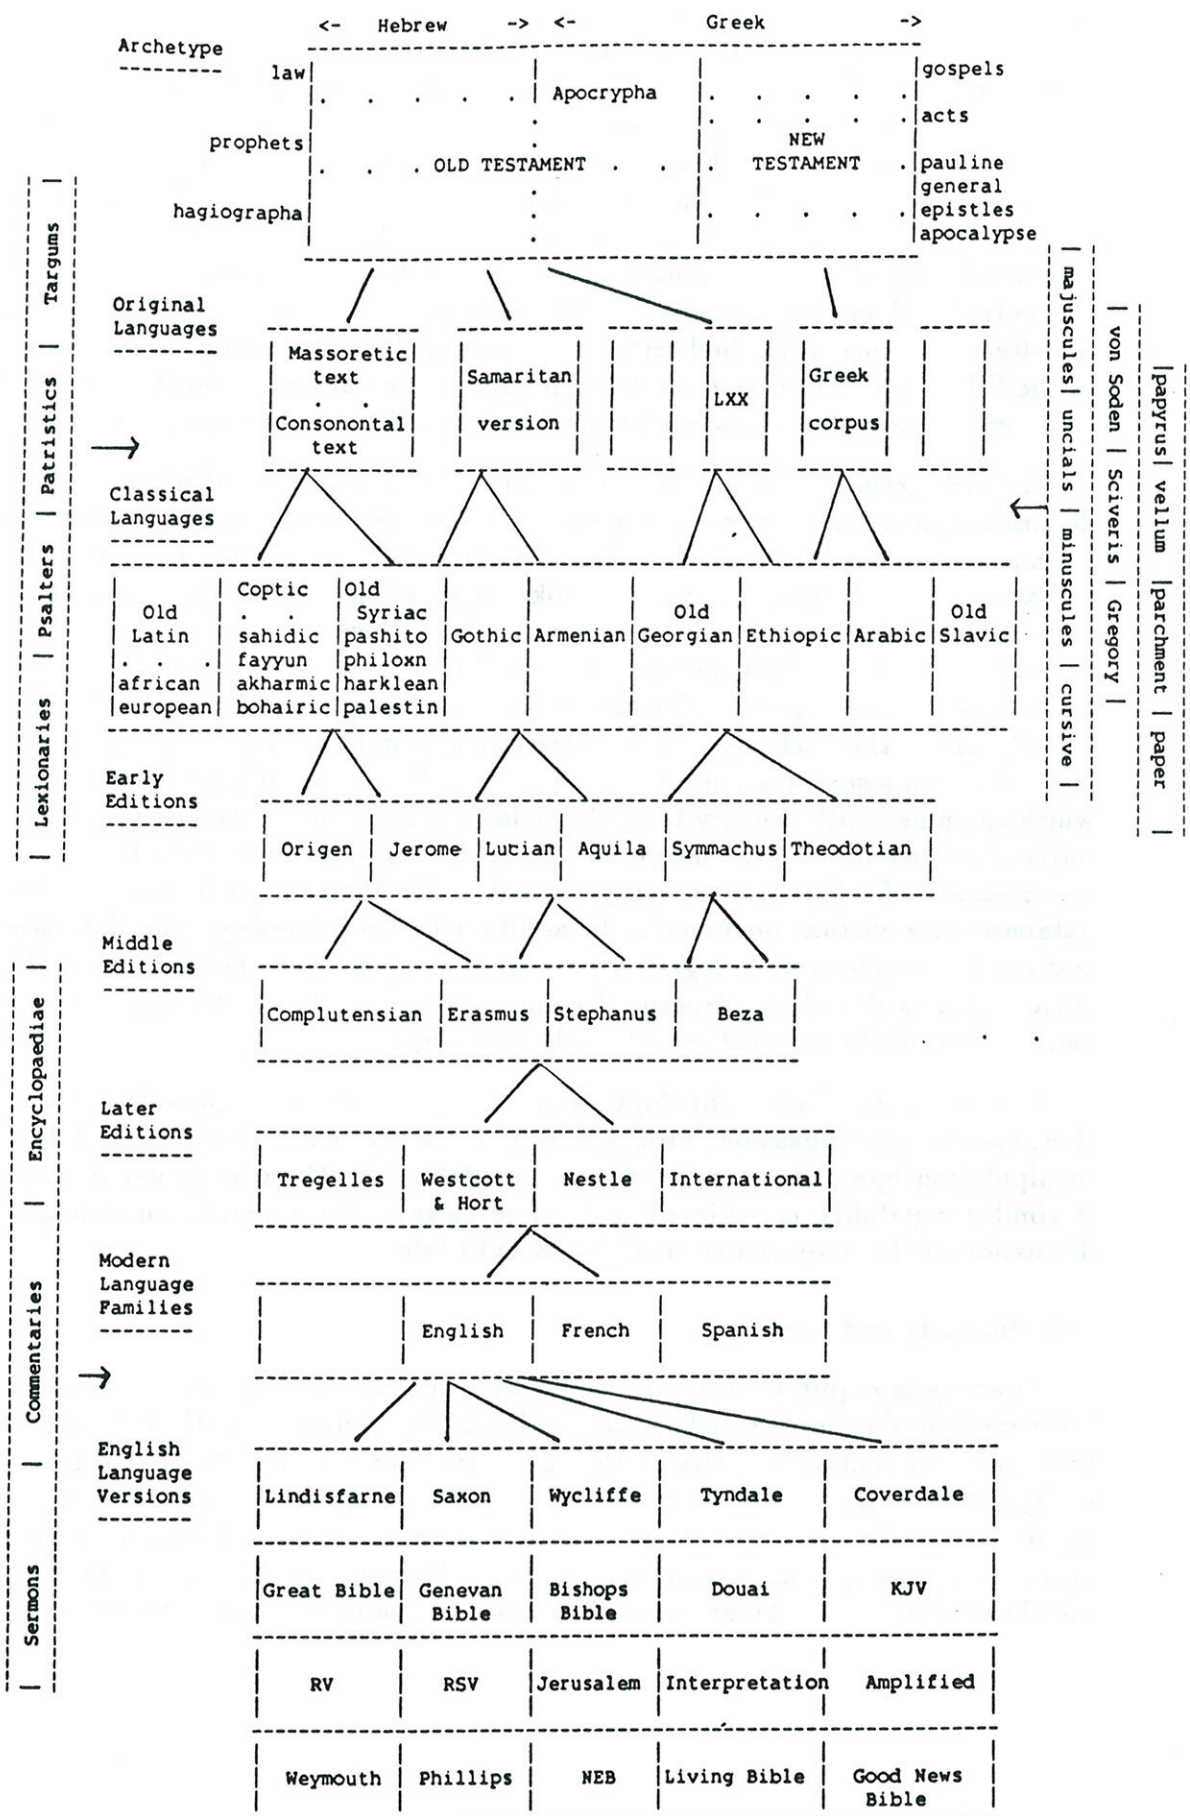 <- Hebrew -> <- Greek ->
Archetype
law
gospels
Apocrypha
acts
prophets
NEW
OLD TESTAMENT
TESTAMENT
pauline
general
hagiographa
epistles
apocalypse
Original
Languages
Massoretic
text
Consonontal
text
Samaritan
version
LXX
Greek
corpus
Classical
Languages
Old
Latin
african
european
Coptic
sahidic
fayyun
akharmic
bohairic
Old
Syriac
pashito
philoxn
harklean
palestin
Gothic
Armenian
Old
Georgian
Ethiopic
Arabic
Old
Slavic
Early
Editions
Origen
Jerome
Lucian
Aquila
Symmachus
Theodotian
Middle
Editions
Complutensian
Erasmus
Stephanus
Beza
Later
Editions
Tregelles
Westcott
& Hort
Nestle
International
Modern
Language
Families
English
French
Spanish
English
Language
Versions
Lindisfarne
Saxon
Wycliffe
Tyndale
Coverdale
Great Bible
Genevan
Bible
Bishops
Bible
Douai
KJV
RV
RSV
Jerusalem
Interpretation
Amplified
Weymouth
Phillips
NEB
Living Bible
Good News
Bible
| Lexionaries | Psalters | Patristics | Targums |
| Sermons | Commentaries | Encyclopaediae |
| majuscules | uncials | minuscules | cursive |
| von Soden | Sciveris | Gregory |
| papyrus | vellum | parchment | paper |